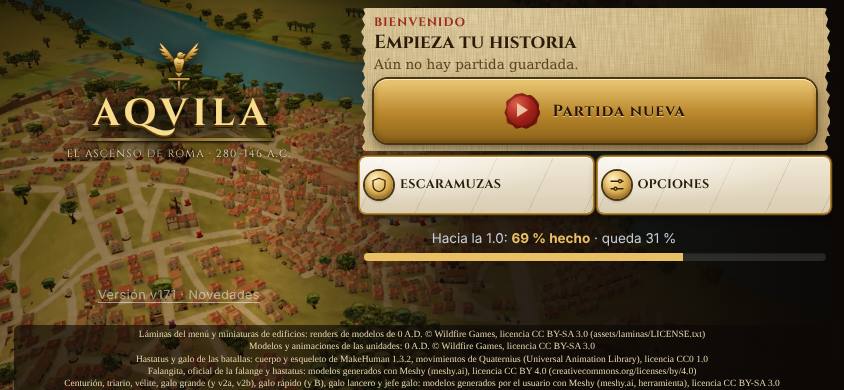 AQVILA
EL ASCENSO DE ROMA · 280-146 A.C.
BIENVENIDO
EMPIEZA TU HISTORIA
Aún no hay partida guardada.
PARTIDA NUEVA
ESCARAMUZAS
OPCIONES
Hacia la 1.0: 69 % hecho · queda 31 %
Versión v171 · Novedades
Láminas del menú y miniaturas de edificios: renders de modelos de 0 A.D. © Wildfire Games, licencia CC BY-SA 3.0 (assets/laminas/LICENSE.txt)
Modelos y animaciones de las unidades: 0 A.D. © Wildfire Games, licencia CC BY-SA 3.0
Hastatus y galo de las batallas: cuerpo y esqueleto de MakeHuman 1.3.2, movimientos de Quaternius (Universal Animation Library), licencia CC0 1.0
Falangita, oficial de la falange y hastatus: modelos generados con Meshy (meshy.ai), licencia CC BY 4.0 (creativecommons.org/licenses/by/4.0)
Centurión, triario, vélite, galo grande (y v2a, v2b), galo rápido (y B), galo lancero y jefe galo: modelos generados por el usuario con Meshy (meshy.ai, herramienta), licencia CC BY-SA 3.0